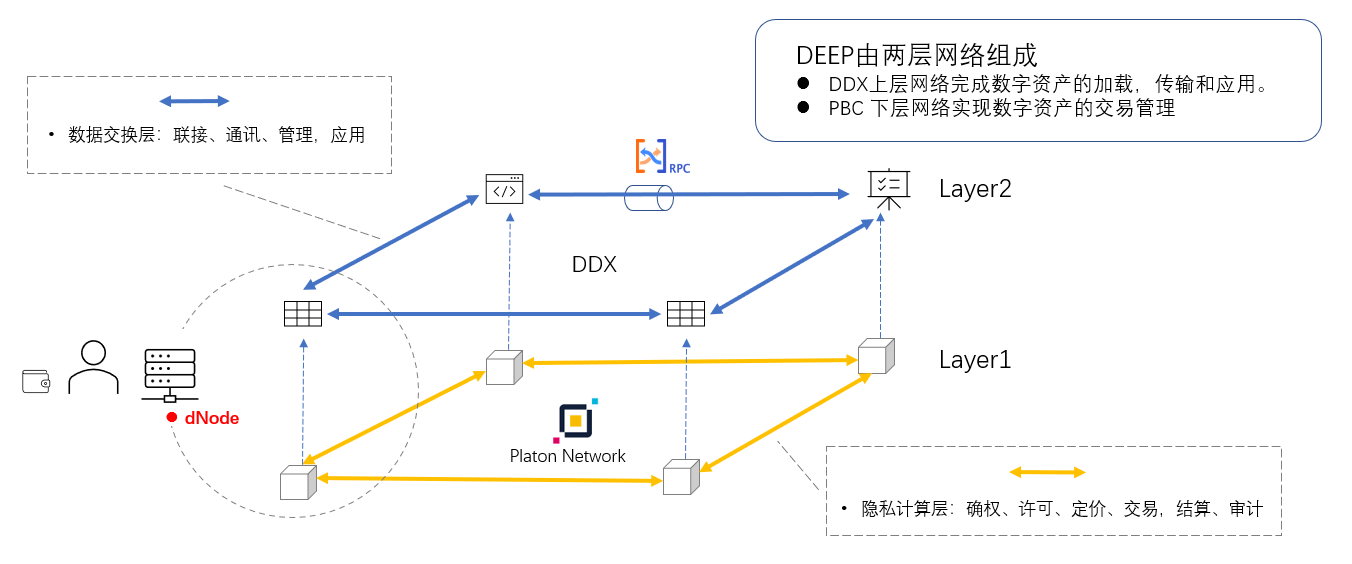 DEEP由两层网络组成
● DDX上层网络完成数字资产的加载，传输和应用。
● PBC 下层网络实现数字资产的交易管理
• 数据交换层：联接、通讯、管理，应用
RPC
</>
Layer2
DDX
Layer1
dNode
Platon Network
• 隐私计算层：确权、许可、定价、交易，结算、审计